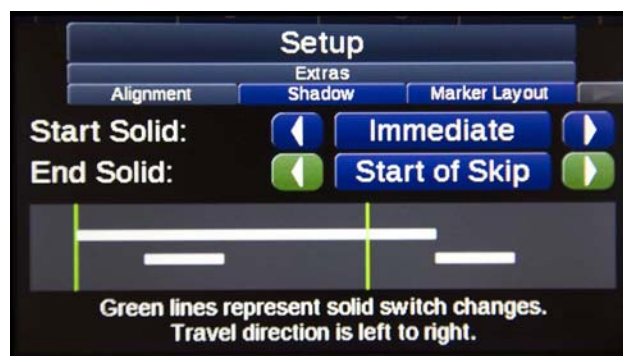 Setup
Extras
Alignment Shadow Marker Layout
Start Solid: Immediate
End Solid: Start of Skip
Green lines represent solid switch changes.
Travel direction is left to right.